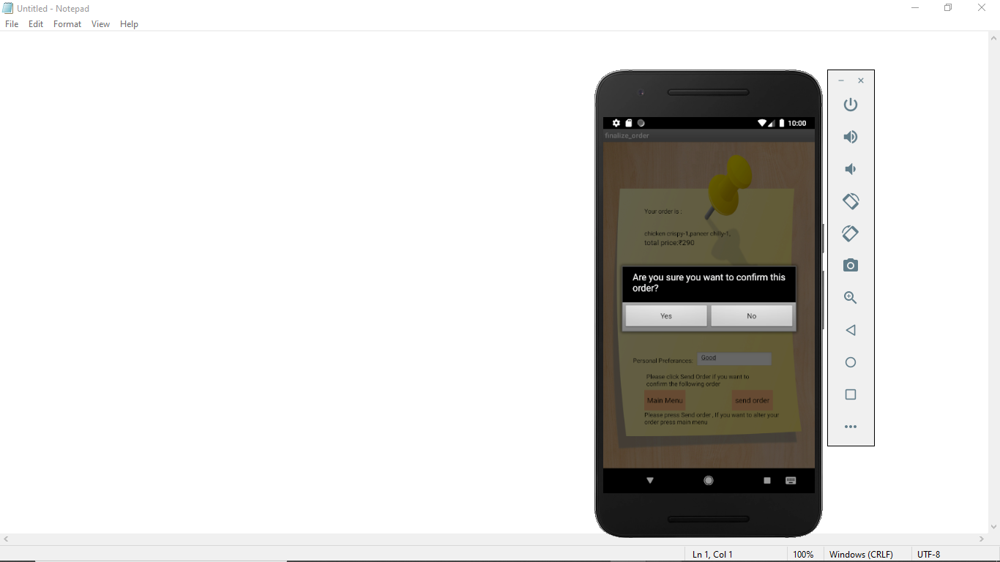 Untitled - Notepad
File Edit Format View Help
10:00
finalize_order
Your order is :
chicken crispy-1,paneer chilly-1,
total price:₹290
Are you sure you want to confirm this
order?
Yes No
Personal Preferances: Good
Please click Send Order if you want to
confirm the following order
Main Menu send order
Please press Send order , If you want to alter your
order press main menu
Ln 1, Col 1 100% Windows (CRLF) UTF-8